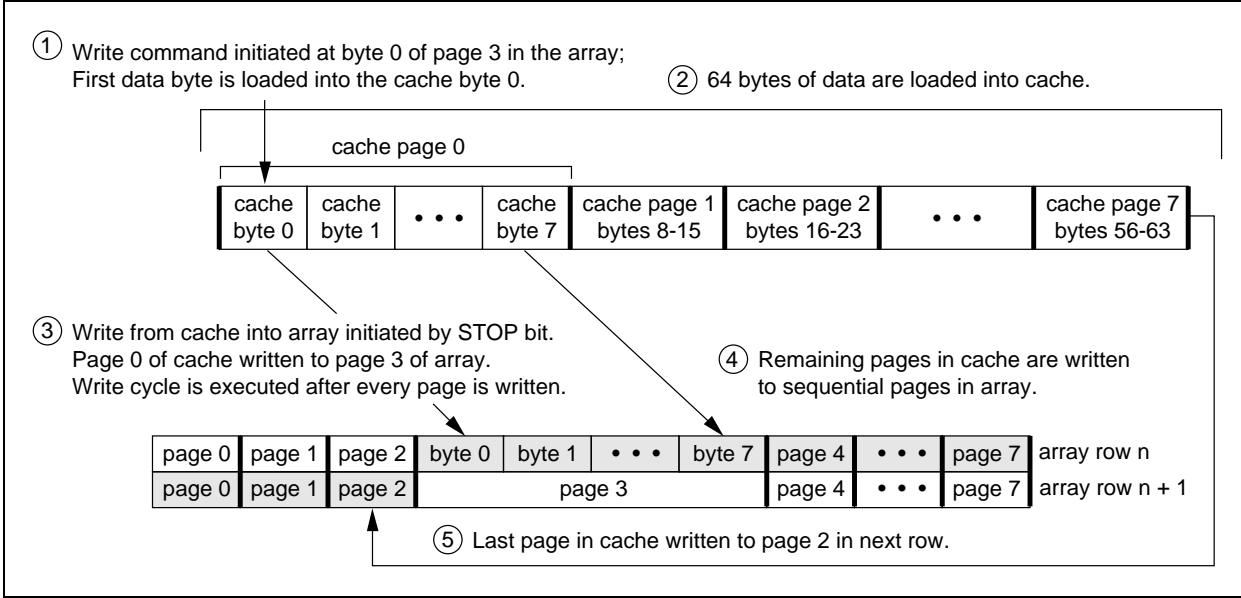 ① Write command initiated at byte 0 of page 3 in the array;
First data byte is loaded into the cache byte 0.
② 64 bytes of data are loaded into cache.
cache page 0
cache byte 0
cache byte 1
• • •
cache byte 7
cache page 1 bytes 8-15
cache page 2 bytes 16-23
• • •
cache page 7 bytes 56-63
③ Write from cache into array initiated by STOP bit.
Page 0 of cache written to page 3 of array.
Write cycle is executed after every page is written.
④ Remaining pages in cache are written
to sequential pages in array.
page 0 page 1 page 2 byte 0 byte 1 • • • byte 7 page 4 • • • page 7 array row n
page 0 page 1 page 2 page 3 page 4 • • • page 7 array row n + 1
⑤ Last page in cache written to page 2 in next row.